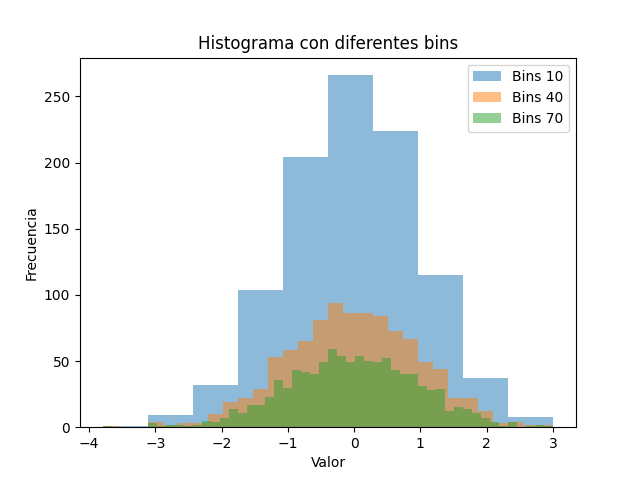 Histograma con diferentes bins
Bins 10
Bins 40
Bins 70
Frecuencia
250
200
150
100
50
0
−4
−3
−2
−1
0
1
2
3
Valor